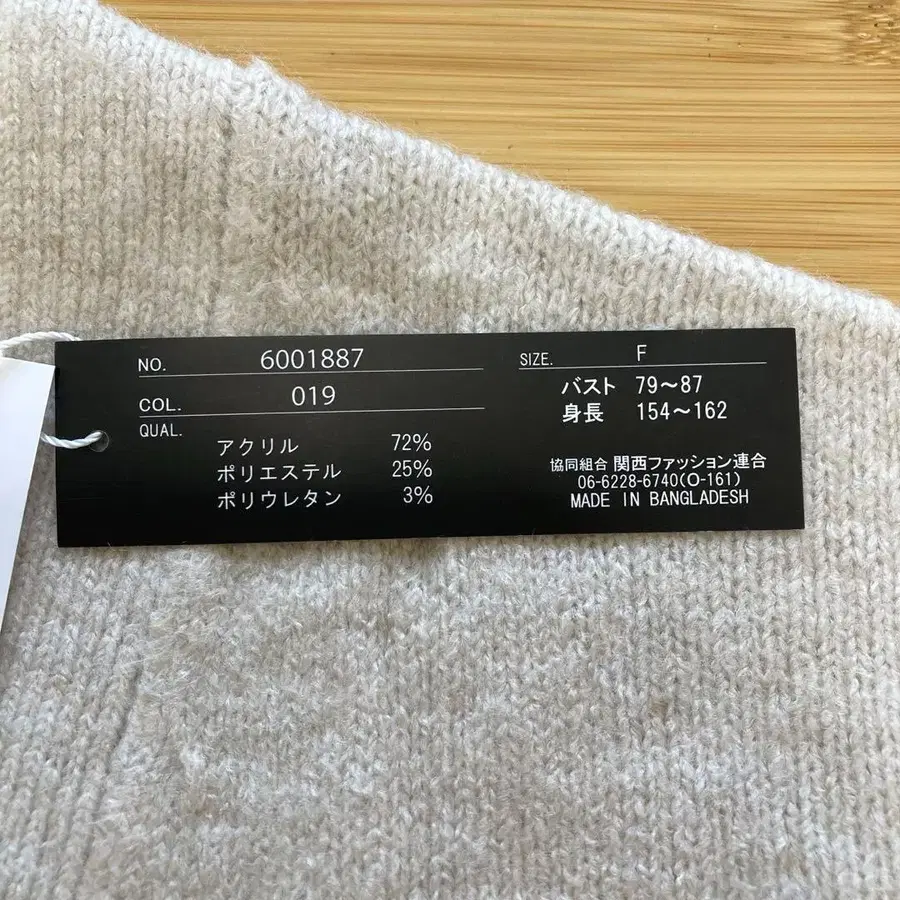 NO. 6001887
COL. 019
QUAL.
アクリル 72%
ポリエステル 25%
ポリウレタン 3%
SIZE. F
バスト 79～87
身長 154～162
協同組合 関西ファッション連合
06-6228-6740(O-161)
MADE IN BANGLADESH